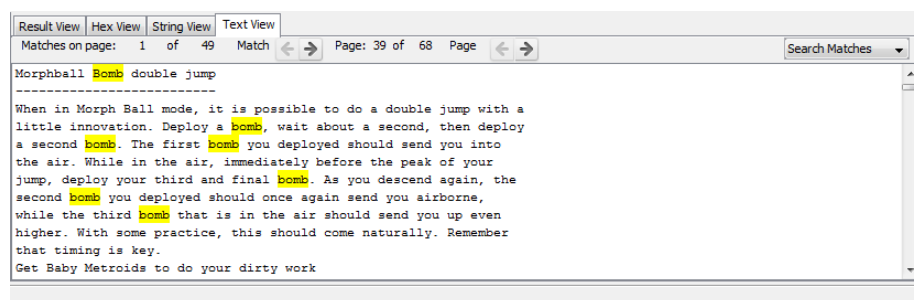 Result View Hex View String View Text View
Matches on page: 1 of 49 Match Page: 39 of 68 Page Search Matches
Morphball Bomb double jump
--------------------------
When in Morph Ball mode, it is possible to do a double jump with a
little innovation. Deploy a bomb, wait about a second, then deploy
a second bomb. The first bomb you deployed should send you into
the air. While in the air, immediately before the peak of your
jump, deploy your third and final bomb. As you descend again, the
second bomb you deployed should once again send you airborne,
while the third bomb that is in the air should send you up even
higher. With some practice, this should come naturally. Remember
that timing is key.
Get Baby Metroids to do your dirty work